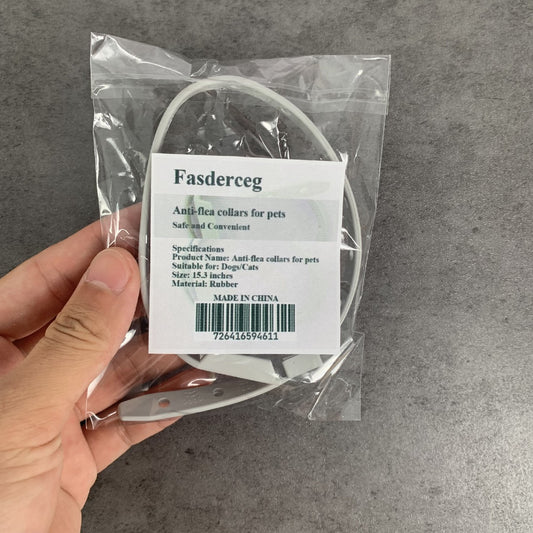 Fasderceg
Anti-flea collars for pets
Safe and Convenient
Specifications
Product Name: Anti-flea collars for pets
Suitable for: Dogs/Cats
Size: 15.3 inches
Material: Rubber
MADE IN CHINA
726416594611